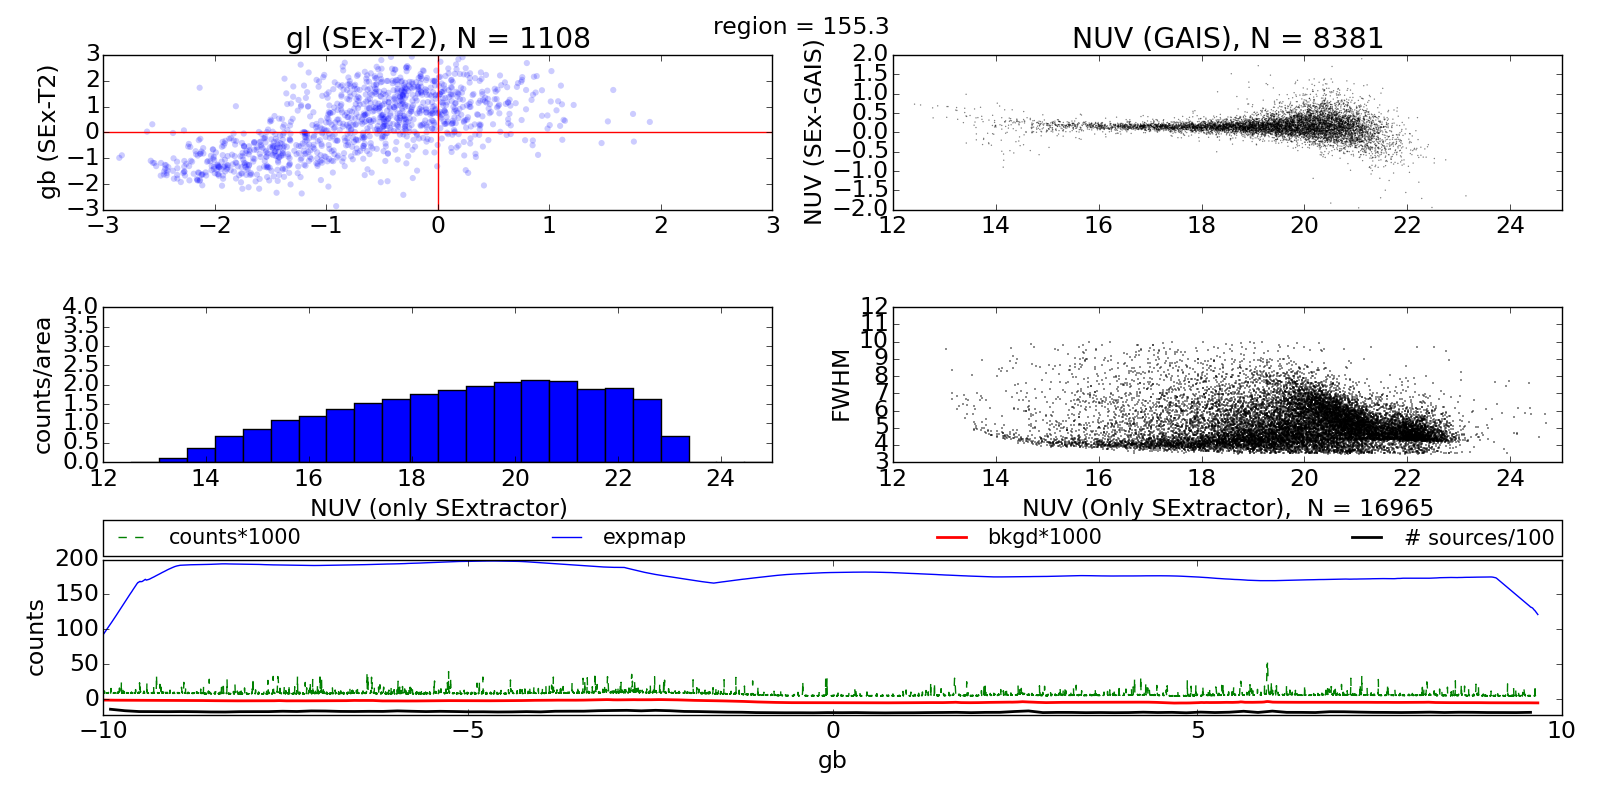 region = 155.3
gl (SEx-T2), N = 1108
gb (SEx-T2)
3
2
1
0
−1
−2
−3
−3 −2 −1 0 1 2 3
NUV (GAIS), N = 8381
NUV (SEx-GAIS)
2.0
1.5
1.0
0.5
0.0
−0.5
−1.0
−1.5
−2.0
12 14 16 18 20 22 24
counts/area
4.0
3.5
3.0
2.5
2.0
1.5
1.0
0.5
0.0
12 14 16 18 20 22 24
NUV (only SExtractor)
FWHM
12
11
10
9
8
7
6
5
4
3
12 14 16 18 20 22 24
NUV (Only SExtractor), N = 16965
counts*1000 expmap bkgd*1000 # sources/100
counts
200
150
100
50
0
−10 −5 0 5 10
gb